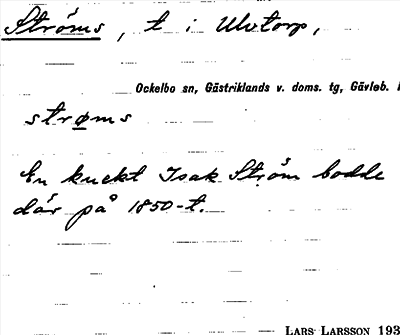 Ströms, t i Ulvtorp,
Ockelbo sn, Gästriklands v. doms. tg, Gävleb.
strøms
En knekt Isak Ström bodde
där på 1850-t.
LARS LARSSON 193